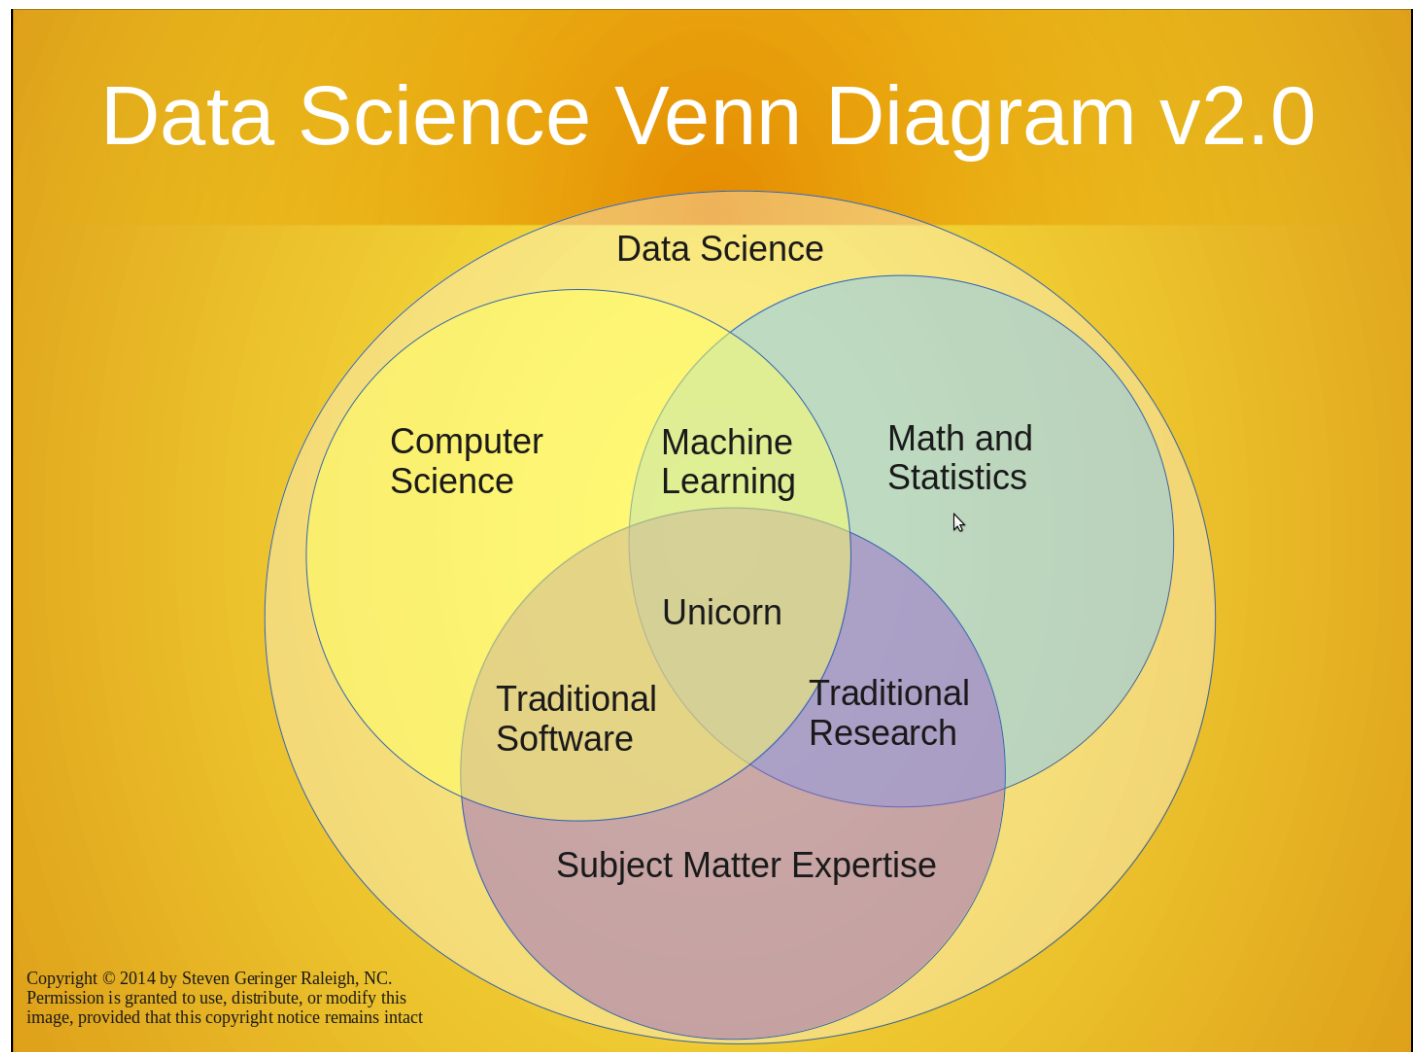 Data Science Venn Diagram v2.0
Data Science
Computer
Science
Machine
Learning
Math and
Statistics
Unicorn
Traditional
Software
Traditional
Research
Subject Matter Expertise
Copyright © 2014 by Steven Geringer Raleigh, NC.
Permission is granted to use, distribute, or modify this
image, provided that this copyright notice remains intact